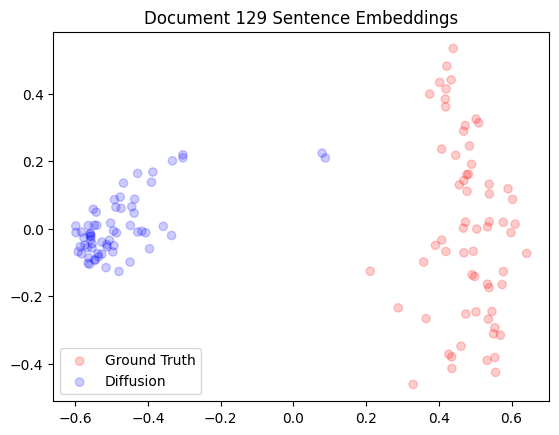 Document 129 Sentence Embeddings
0.4
0.2
0.0
−0.2
−0.4
Ground Truth
Diffusion
−0.6 −0.4 −0.2 0.0 0.2 0.4 0.6